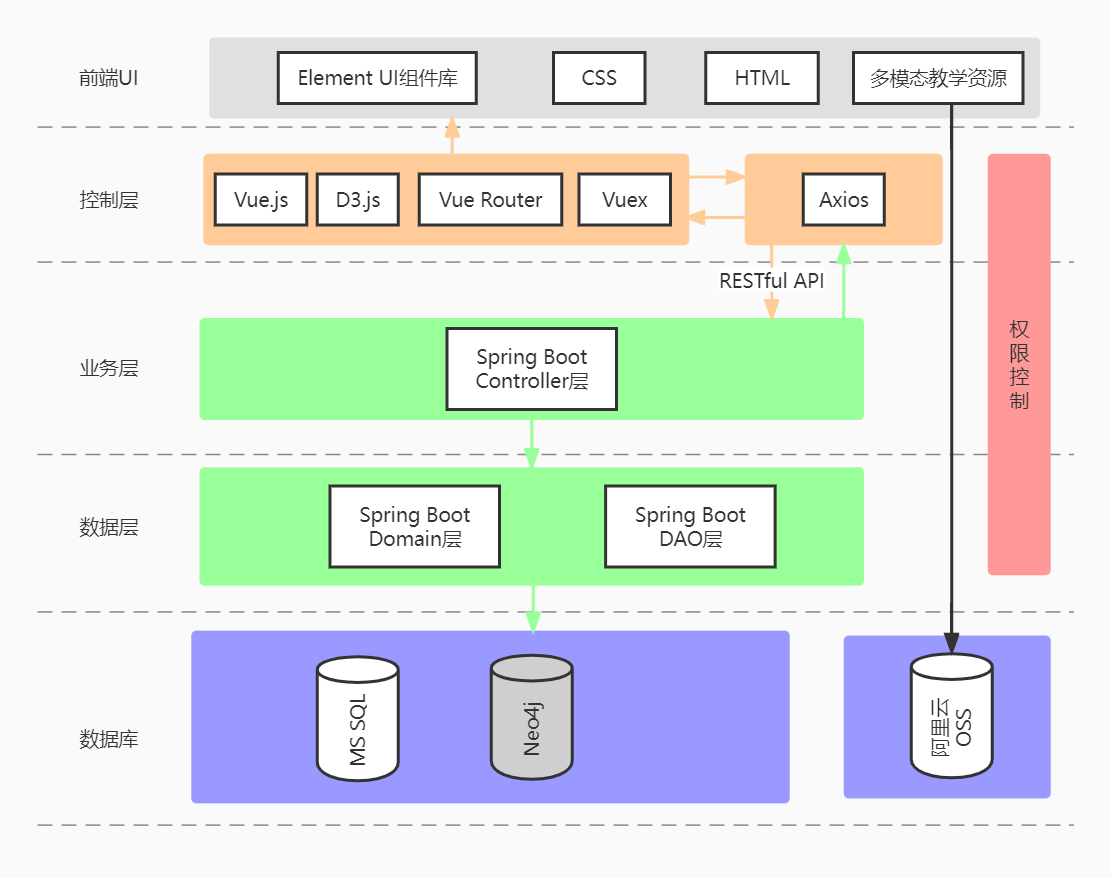 前端UI
Element UI组件库
CSS
HTML
多模态教学资源
控制层
Vue.js
D3.js
Vue Router
Vuex
Axios
RESTful API
业务层
Spring Boot
Controller层
权
限
控
制
数据层
Spring Boot
Domain层
Spring Boot
DAO层
数据库
MS SQL
Neo4j
阿里云
OSS